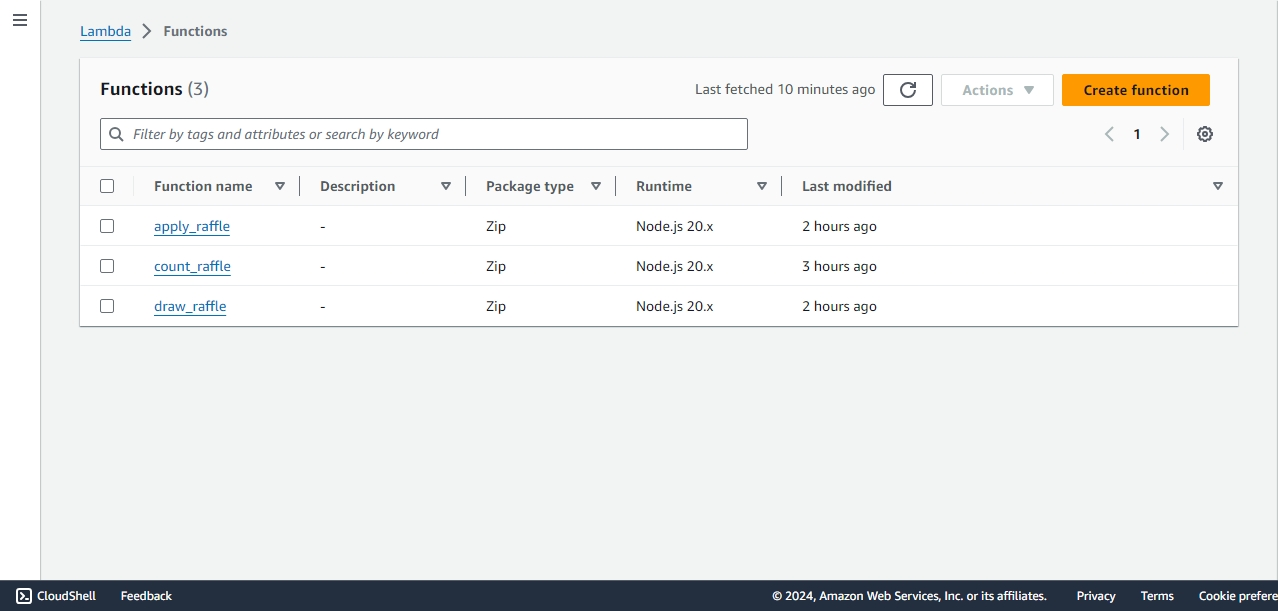 Lambda > Functions
Functions (3)
Last fetched 10 minutes ago
Actions
Create function
Filter by tags and attributes or search by keyword
1
Function name Description Package type Runtime Last modified
apply_raffle - Zip Node.js 20.x 2 hours ago
count_raffle - Zip Node.js 20.x 3 hours ago
draw_raffle - Zip Node.js 20.x 2 hours ago
CloudShell Feedback © 2024, Amazon Web Services, Inc. or its affiliates. Privacy Terms Cookie prefere